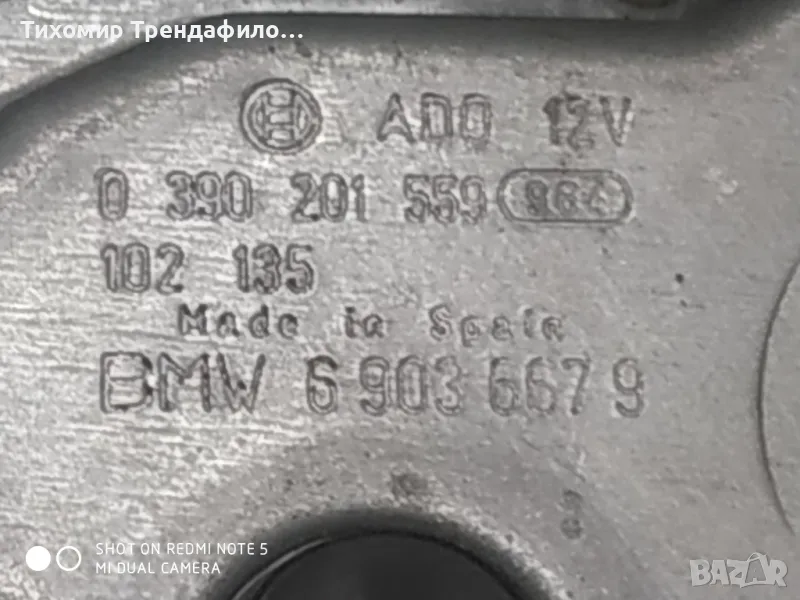 Тихомир Трендафило...
ADO 12V
0 390 201 559 964
102 135
Made in Spain
BMW 6 903 667 9
SHOT ON REDMI NOTE 5
MI DUAL CAMERA
BAZAR